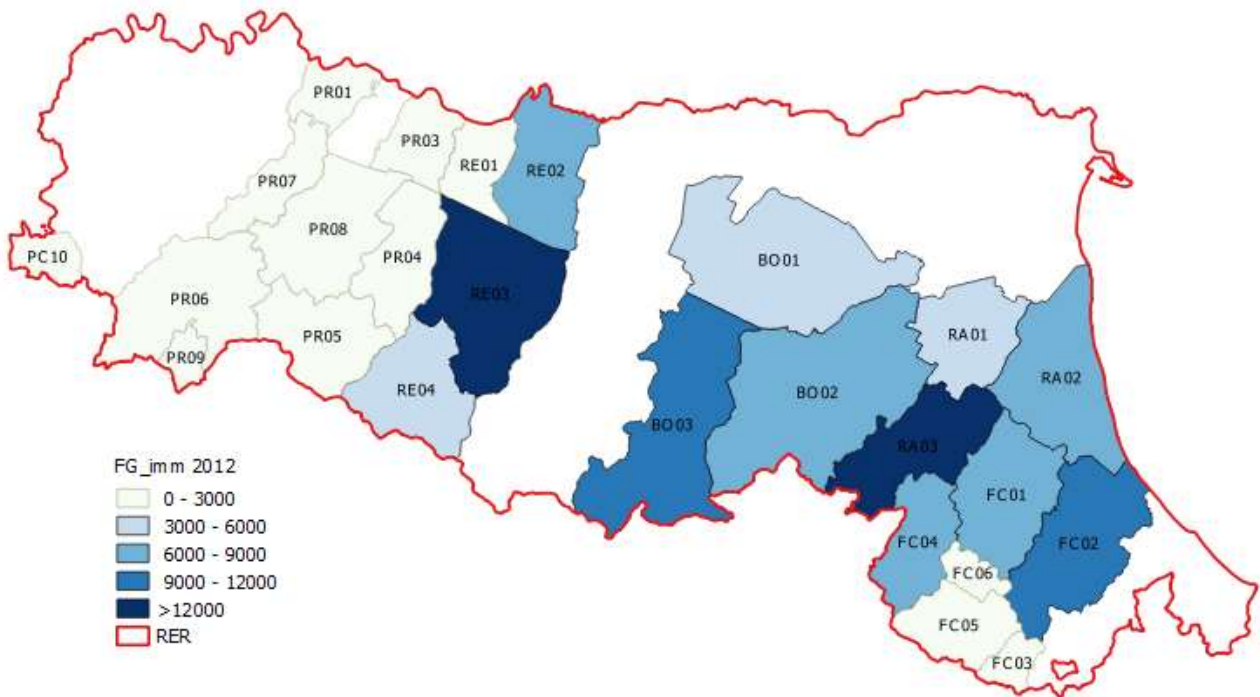 PR01
PR03
RE01
RE02
PR07
PR08
PR04
PC10
PR06
RE03
PR05
PR09
RE04
BO01
RA01
RA02
BO02
BO03
RA03
FC01
FC04
FC02
FC06
FC05
FC03
FG_imm 2012
0 - 3000
3000 - 6000
6000 - 9000
9000 - 12000
>12000
RER